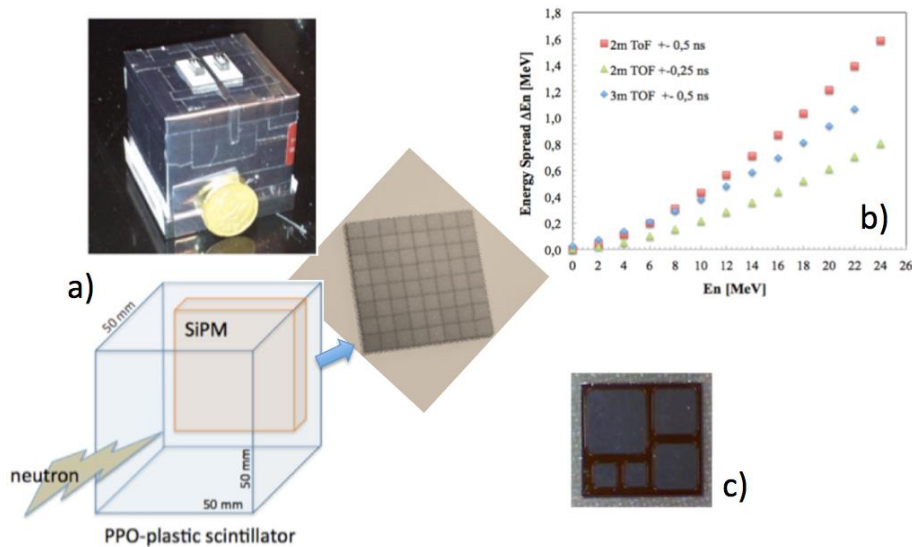 a)
50 mm
SiPM
neutron
50 mm
50 mm
PPO-plastic scintillator
b)
Energy Spread ΔEn [MeV]
1,8
1,6
1,4
1,2
1,0
0,8
0,6
0,4
0,2
0,0
2m ToF +- 0,5 ns
2m TOF +-0,25 ns
3m TOF +- 0,5 ns
0 2 4 6 8 10 12 14 16 18 20 22 24 26
En [MeV]
c)